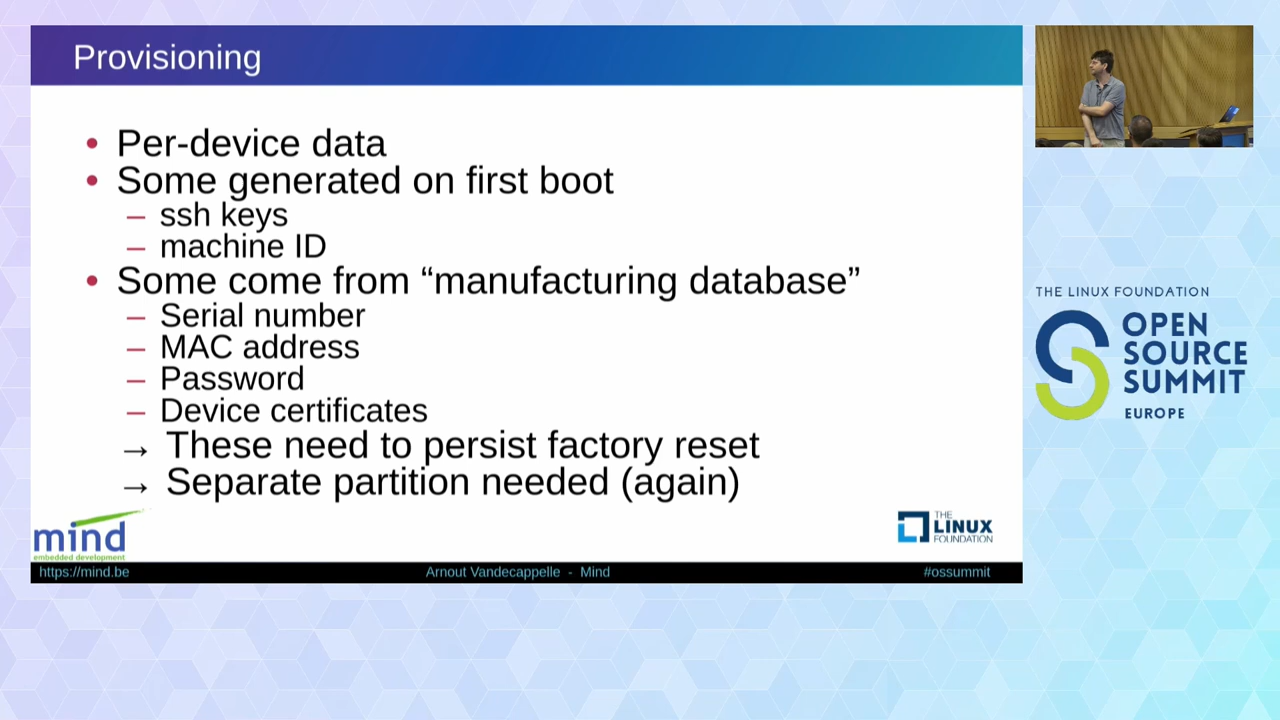 Provisioning
• Per-device data
• Some generated on first boot
– ssh keys
– machine ID
• Some come from “manufacturing database”
– Serial number
– MAC address
– Password
– Device certificates
→ These need to persist factory reset
→ Separate partition needed (again)
mind
embedded development
THE
LINUX
FOUNDATION
https://mind.be
Arnout Vandecappelle - Mind
#ossummit
THE LINUX FOUNDATION
OPEN
SOURCE
SUMMIT
EUROPE